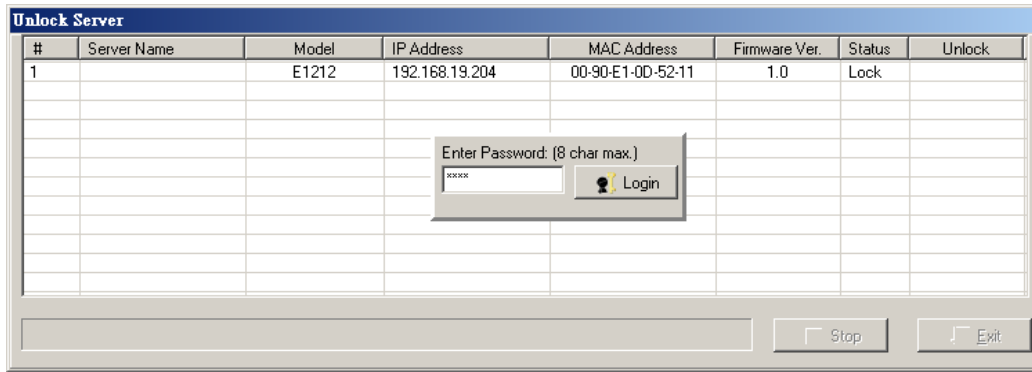 Unlock Server
# Server Name Model IP Address MAC Address Firmware Ver. Status Unlock
1 E1212 192.168.19.204 00-90-E1-0D-52-11 1.0 Lock
Enter Password: (8 char max.)
xxxx
Login
Stop Exit